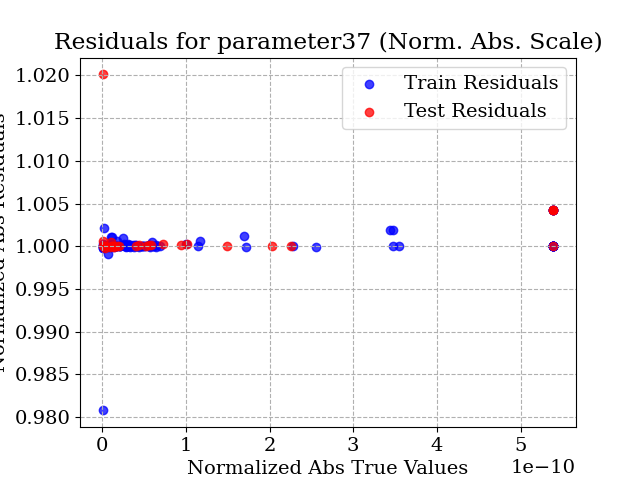 Residuals for parameter37 (Norm. Abs. Scale)
Train Residuals
Test Residuals
1.020
1.015
1.010
1.005
1.000
0.995
0.990
0.985
0.980
Normalized Abs Residuals
0 1 2 3 4 5
1e−10
Normalized Abs True Values